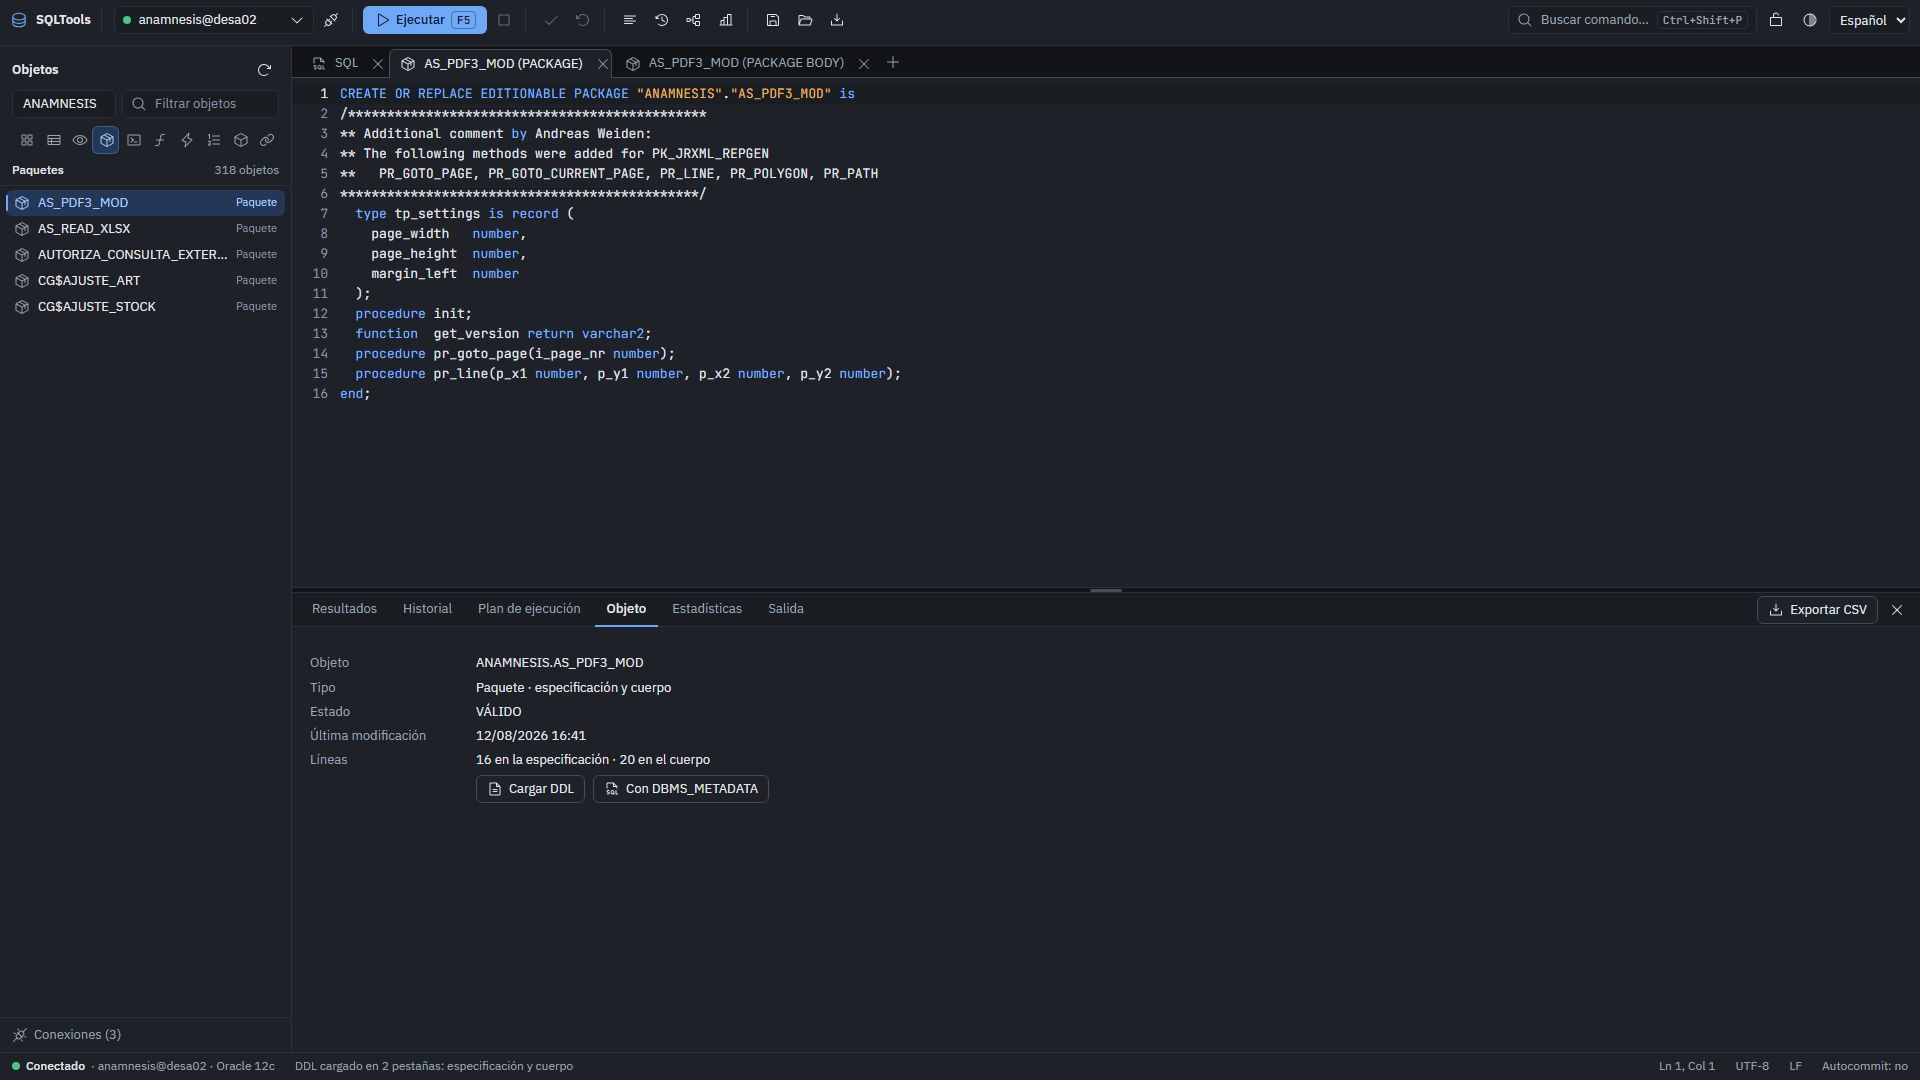 SQLTools
anamnesis@desa02
Ejecutar F5
Buscar comando... Ctrl+Shift+P
Español
Objetos
ANAMNESIS
Filtrar objetos
Paquetes 318 objetos
AS_PDF3_MOD Paquete
AS_READ_XLSX Paquete
AUTORIZA_CONSULTA_EXTER... Paquete
CG$AJUSTE_ART Paquete
CG$AJUSTE_STOCK Paquete
Conexiones (3)
SQL
AS_PDF3_MOD (PACKAGE)
AS_PDF3_MOD (PACKAGE BODY)
1 CREATE OR REPLACE EDITIONABLE PACKAGE "ANAMNESIS"."AS_PDF3_MOD" is
2 /**********************************************
3 ** Additional comment by Andreas Weiden:
4 ** The following methods were added for PK_JRXML_REPGEN
5 **   PR_GOTO_PAGE, PR_GOTO_CURRENT_PAGE, PR_LINE, PR_POLYGON, PR_PATH
6 **********************************************/
7   type tp_settings is record (
8     page_width   number,
9     page_height  number,
10     margin_left  number
11   );
12   procedure init;
13   function  get_version return varchar2;
14   procedure pr_goto_page(i_page_nr number);
15   procedure pr_line(p_x1 number, p_y1 number, p_x2 number, p_y2 number);
16 end;
Resultados Historial Plan de ejecución Objeto Estadísticas Salida
Exportar CSV
Objeto ANAMNESIS.AS_PDF3_MOD
Tipo Paquete · especificación y cuerpo
Estado VÁLIDO
Última modificación 12/08/2026 16:41
Líneas 16 en la especificación · 20 en el cuerpo
Cargar DDL Con DBMS_METADATA
Conectado · anamnesis@desa02 · Oracle 12c DDL cargado en 2 pestañas: especificación y cuerpo
Ln 1, Col 1 UTF-8 LF Autocommit: no